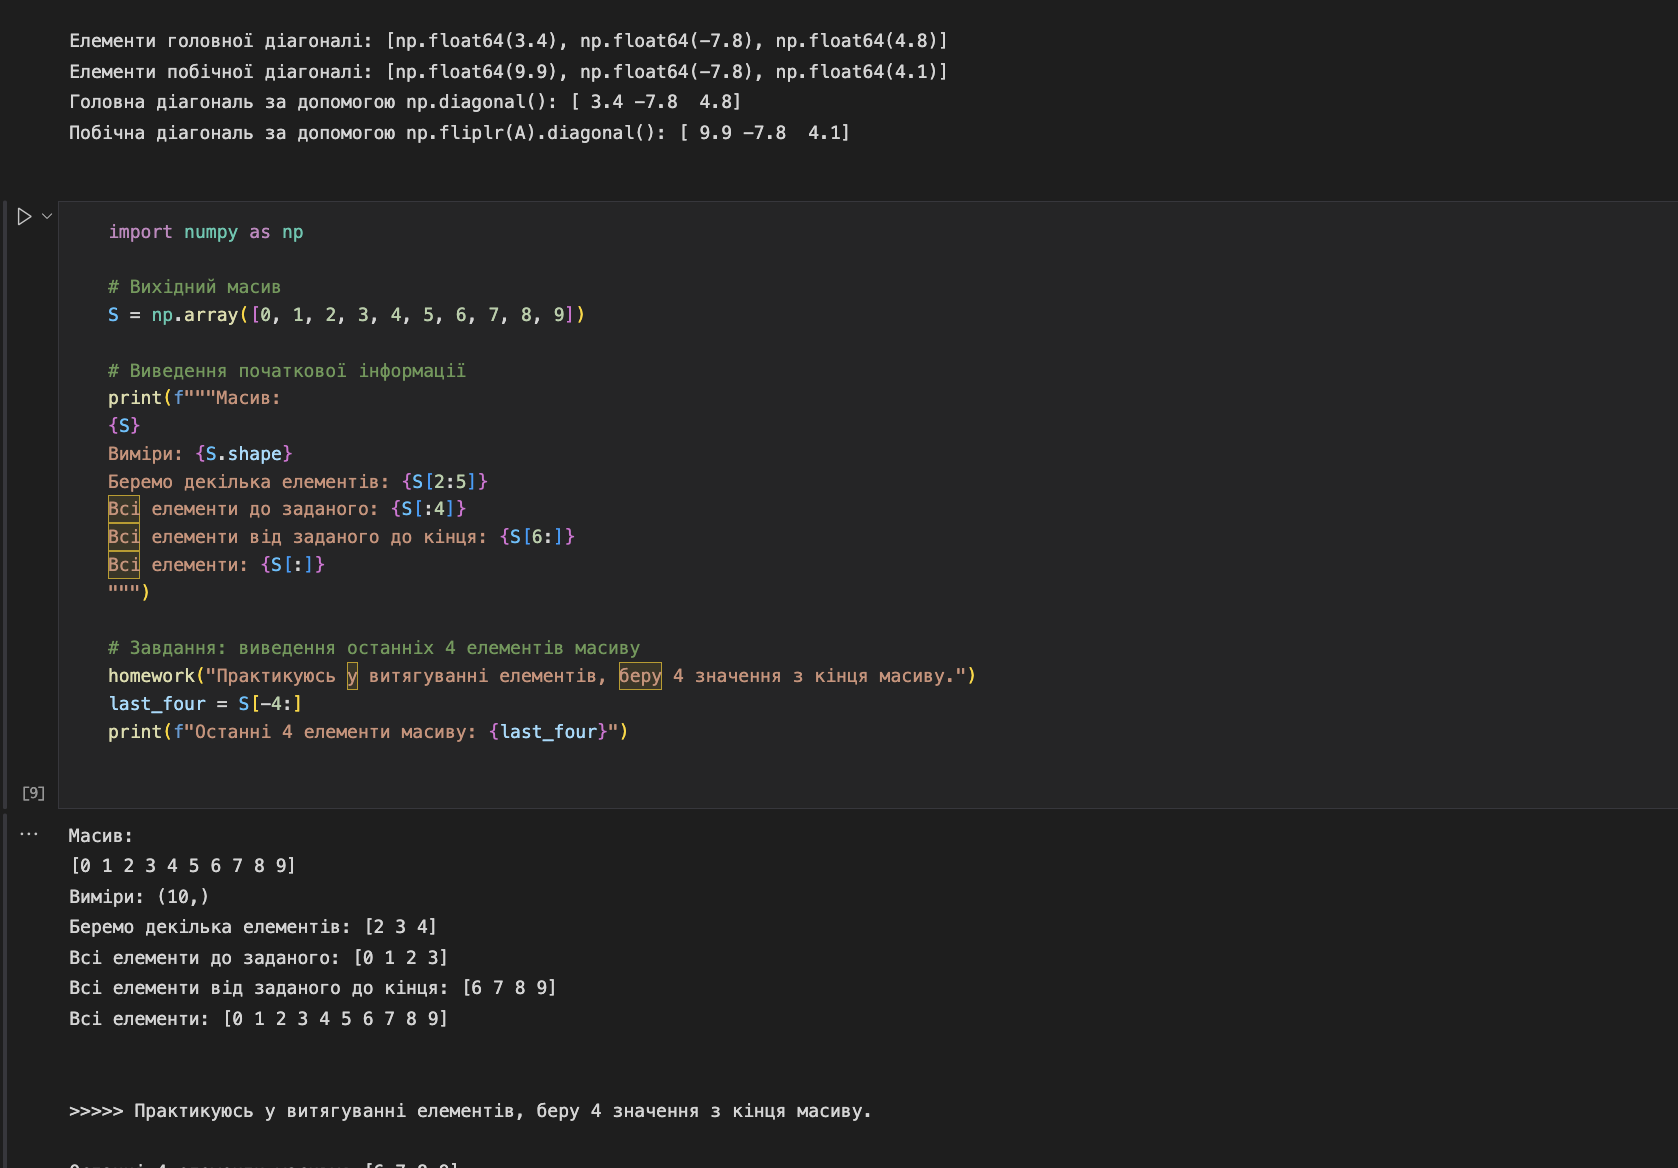 Елементи головної діагоналі: [np.float64(3.4), np.float64(-7.8), np.float64(4.8)]
Елементи побічної діагоналі: [np.float64(9.9), np.float64(-7.8), np.float64(4.1)]
Головна діагональ за допомогою np.diagonal(): [ 3.4 -7.8  4.8]
Побічна діагональ за допомогою np.fliplr(A).diagonal(): [ 9.9 -7.8  4.1]
import numpy as np
# Вихідний масив
S = np.array([0, 1, 2, 3, 4, 5, 6, 7, 8, 9])
# Виведення початкової інформації
print(f"""Масив:
{S}
Виміри: {S.shape}
Беремо декілька елементів: {S[2:5]}
Всі елементи до заданого: {S[:4]}
Всі елементи від заданого до кінця: {S[6:]}
Всі елементи: {S[:]}
""")
# Завдання: виведення останніх 4 елементів масиву
homework("Практикуюсь у витягуванні елементів, беру 4 значення з кінця масиву.")
last_four = S[-4:]
print(f"Останні 4 елементи масиву: {last_four}")
[9]
Масив:
[0 1 2 3 4 5 6 7 8 9]
Виміри: (10,)
Беремо декілька елементів: [2 3 4]
Всі елементи до заданого: [0 1 2 3]
Всі елементи від заданого до кінця: [6 7 8 9]
Всі елементи: [0 1 2 3 4 5 6 7 8 9]
>>>>> Практикуюсь у витягуванні елементів, беру 4 значення з кінця масиву.